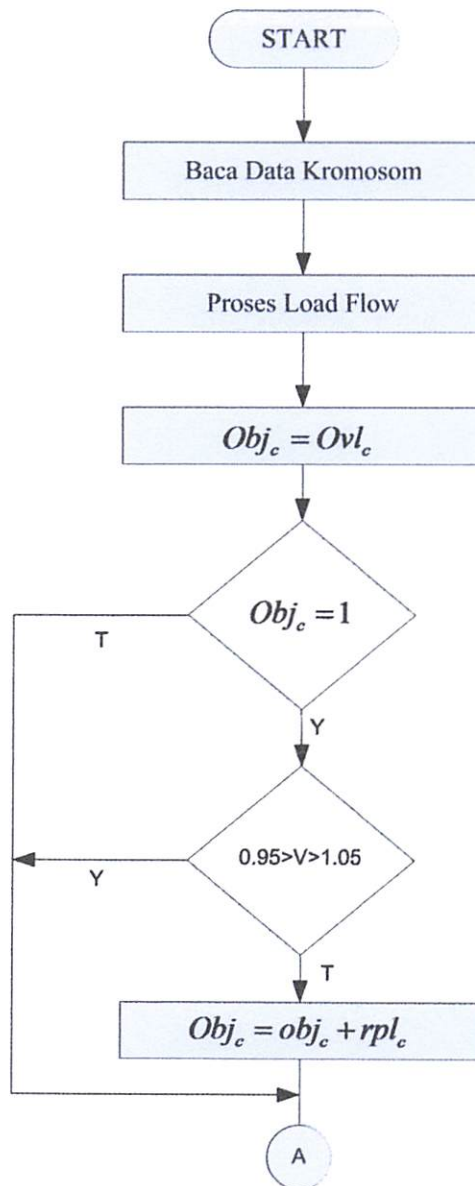 START
Baca Data Kromosom
Proses Load Flow
Obj_c = Ovl_c
Obj_c = 1
T
Y
0.95>V>1.05
Y
T
Obj_c = obj_c + rpl_c
A